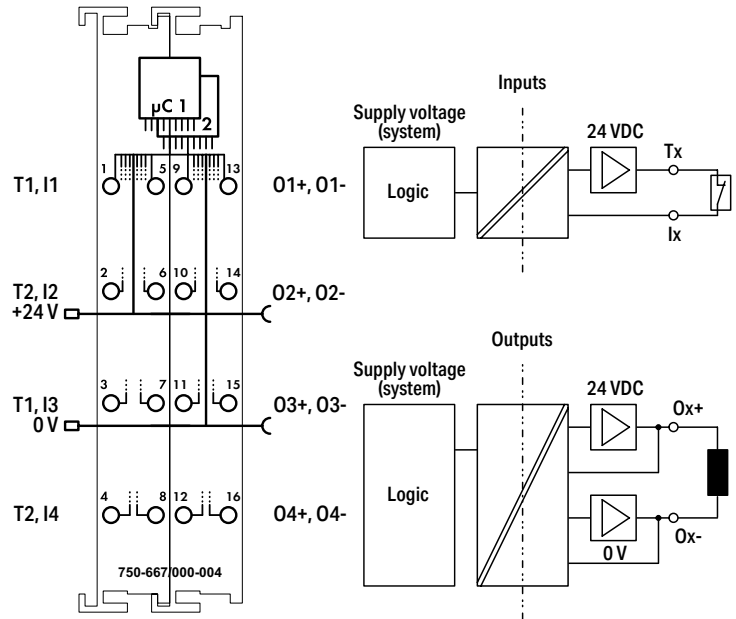 µC 1
2
1 5 9 13
T1, I1
O1+, O1-
2 6 10 14
T2, I2
O2+, O2-
+24 V
3 7 11 15
T1, I3
O3+, O3-
0 V
4 8 12 16
T2, I4
O4+, O4-
750-667/000-004
Inputs
Supply voltage
(system)
24 VDC
Tx
Logic
Ix
Outputs
Supply voltage
(system)
24 VDC
Ox+
Logic
Ox-
0 V